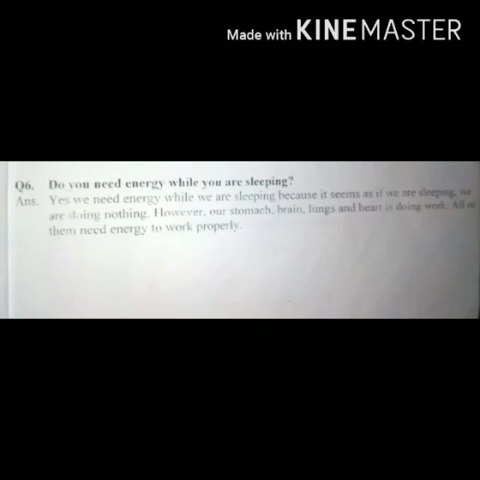 Made with KINEMASTER
Q6. Do you need energy while you are sleeping?
Ans. Yes we need energy while we are sleeping because it seems as if we are sleeping, we
are doing nothing. However, our stomach, brain, lungs and heart is doing work. All of
them need energy to work properly.